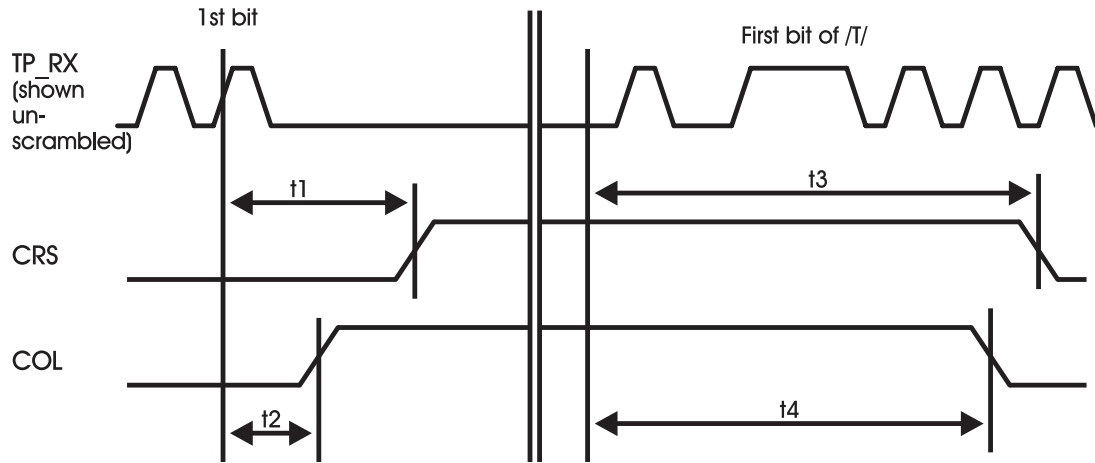 1st bit
First bit of /T/
TP_RX
(shown
un-
scrambled)
t1
t3
CRS
COL
t2
t4